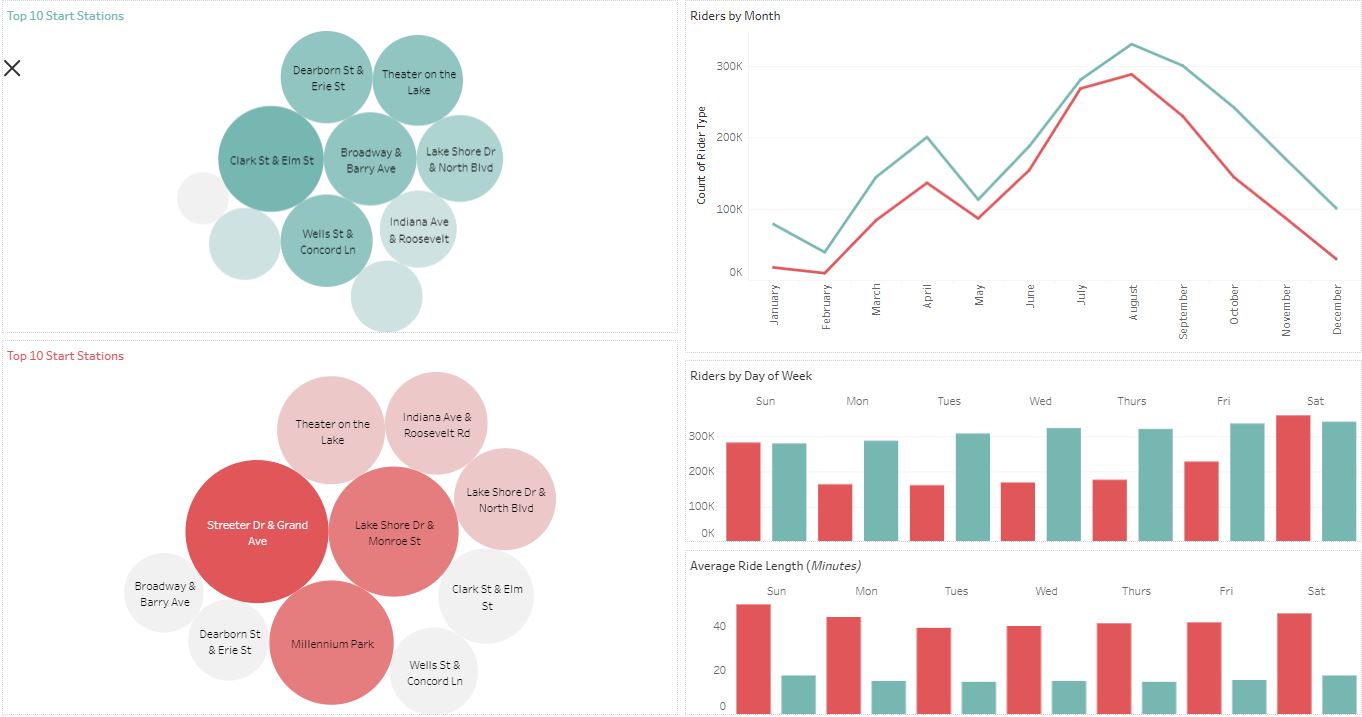 Top 10 Start Stations
Dearborn St &
Erie St
Theater on the
Lake
Clark St & Elm St
Broadway &
Barry Ave
Lake Shore Dr
& North Blvd
Wells St &
Concord Ln
Indiana Ave
& Roosevelt
Top 10 Start Stations
Theater on the
Lake
Indiana Ave &
Roosevelt Rd
Streeter Dr & Grand
Ave
Lake Shore Dr &
Monroe St
Lake Shore Dr &
North Blvd
Broadway &
Barry Ave
Clark St & Elm
St
Dearborn St
& Erie St
Millennium Park
Wells St &
Concord Ln
Riders by Month
Count of Rider Type
300K
200K
100K
0K
January
February
March
April
May
June
July
August
September
October
November
December
Riders by Day of Week
Sun Mon Tues Wed Thurs Fri Sat
300K
200K
100K
0K
Average Ride Length (Minutes)
Sun Mon Tues Wed Thurs Fri Sat
40
20
0